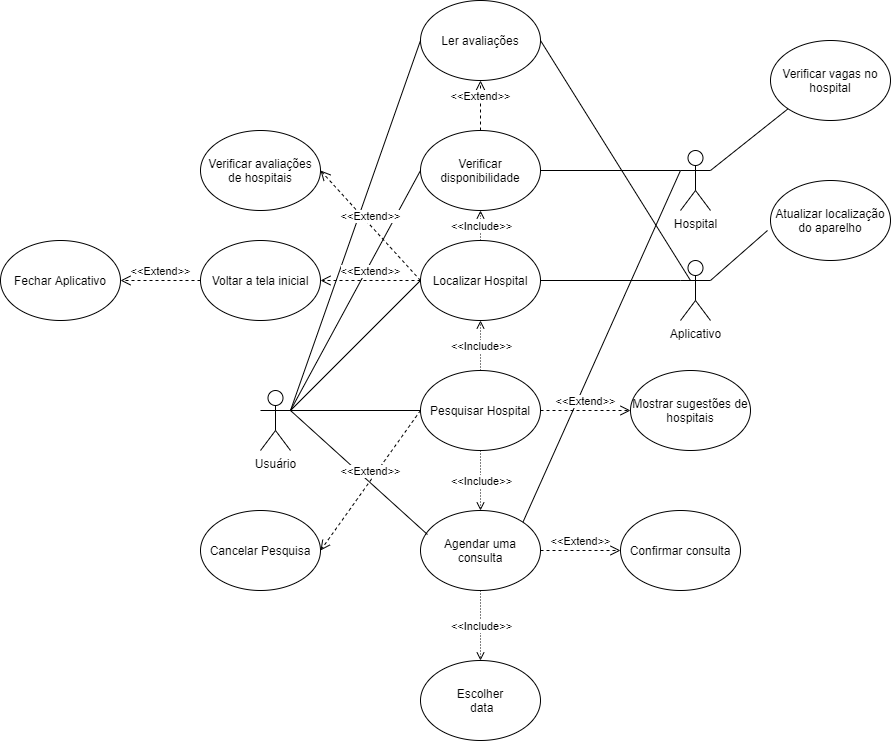 Ler avaliações
Verificar vagas no
hospital
<<Extend>>
Verificar avaliações
de hospitais
Verificar
disponibilidade
<<Extend>>
<<Include>>
Hospital
Atualizar localização
do aparelho
Fechar Aplicativo
<<Extend>>
Voltar a tela inicial
<<Extend>>
Localizar Hospital
Aplicativo
<<Include>>
Usuário
Pesquisar Hospital
<<Extend>>
Mostrar sugestões de
hospitais
<<Extend>>
<<Include>>
Cancelar Pesquisa
Agendar uma
consulta
<<Extend>>
Confirmar consulta
<<Include>>
Escolher
data